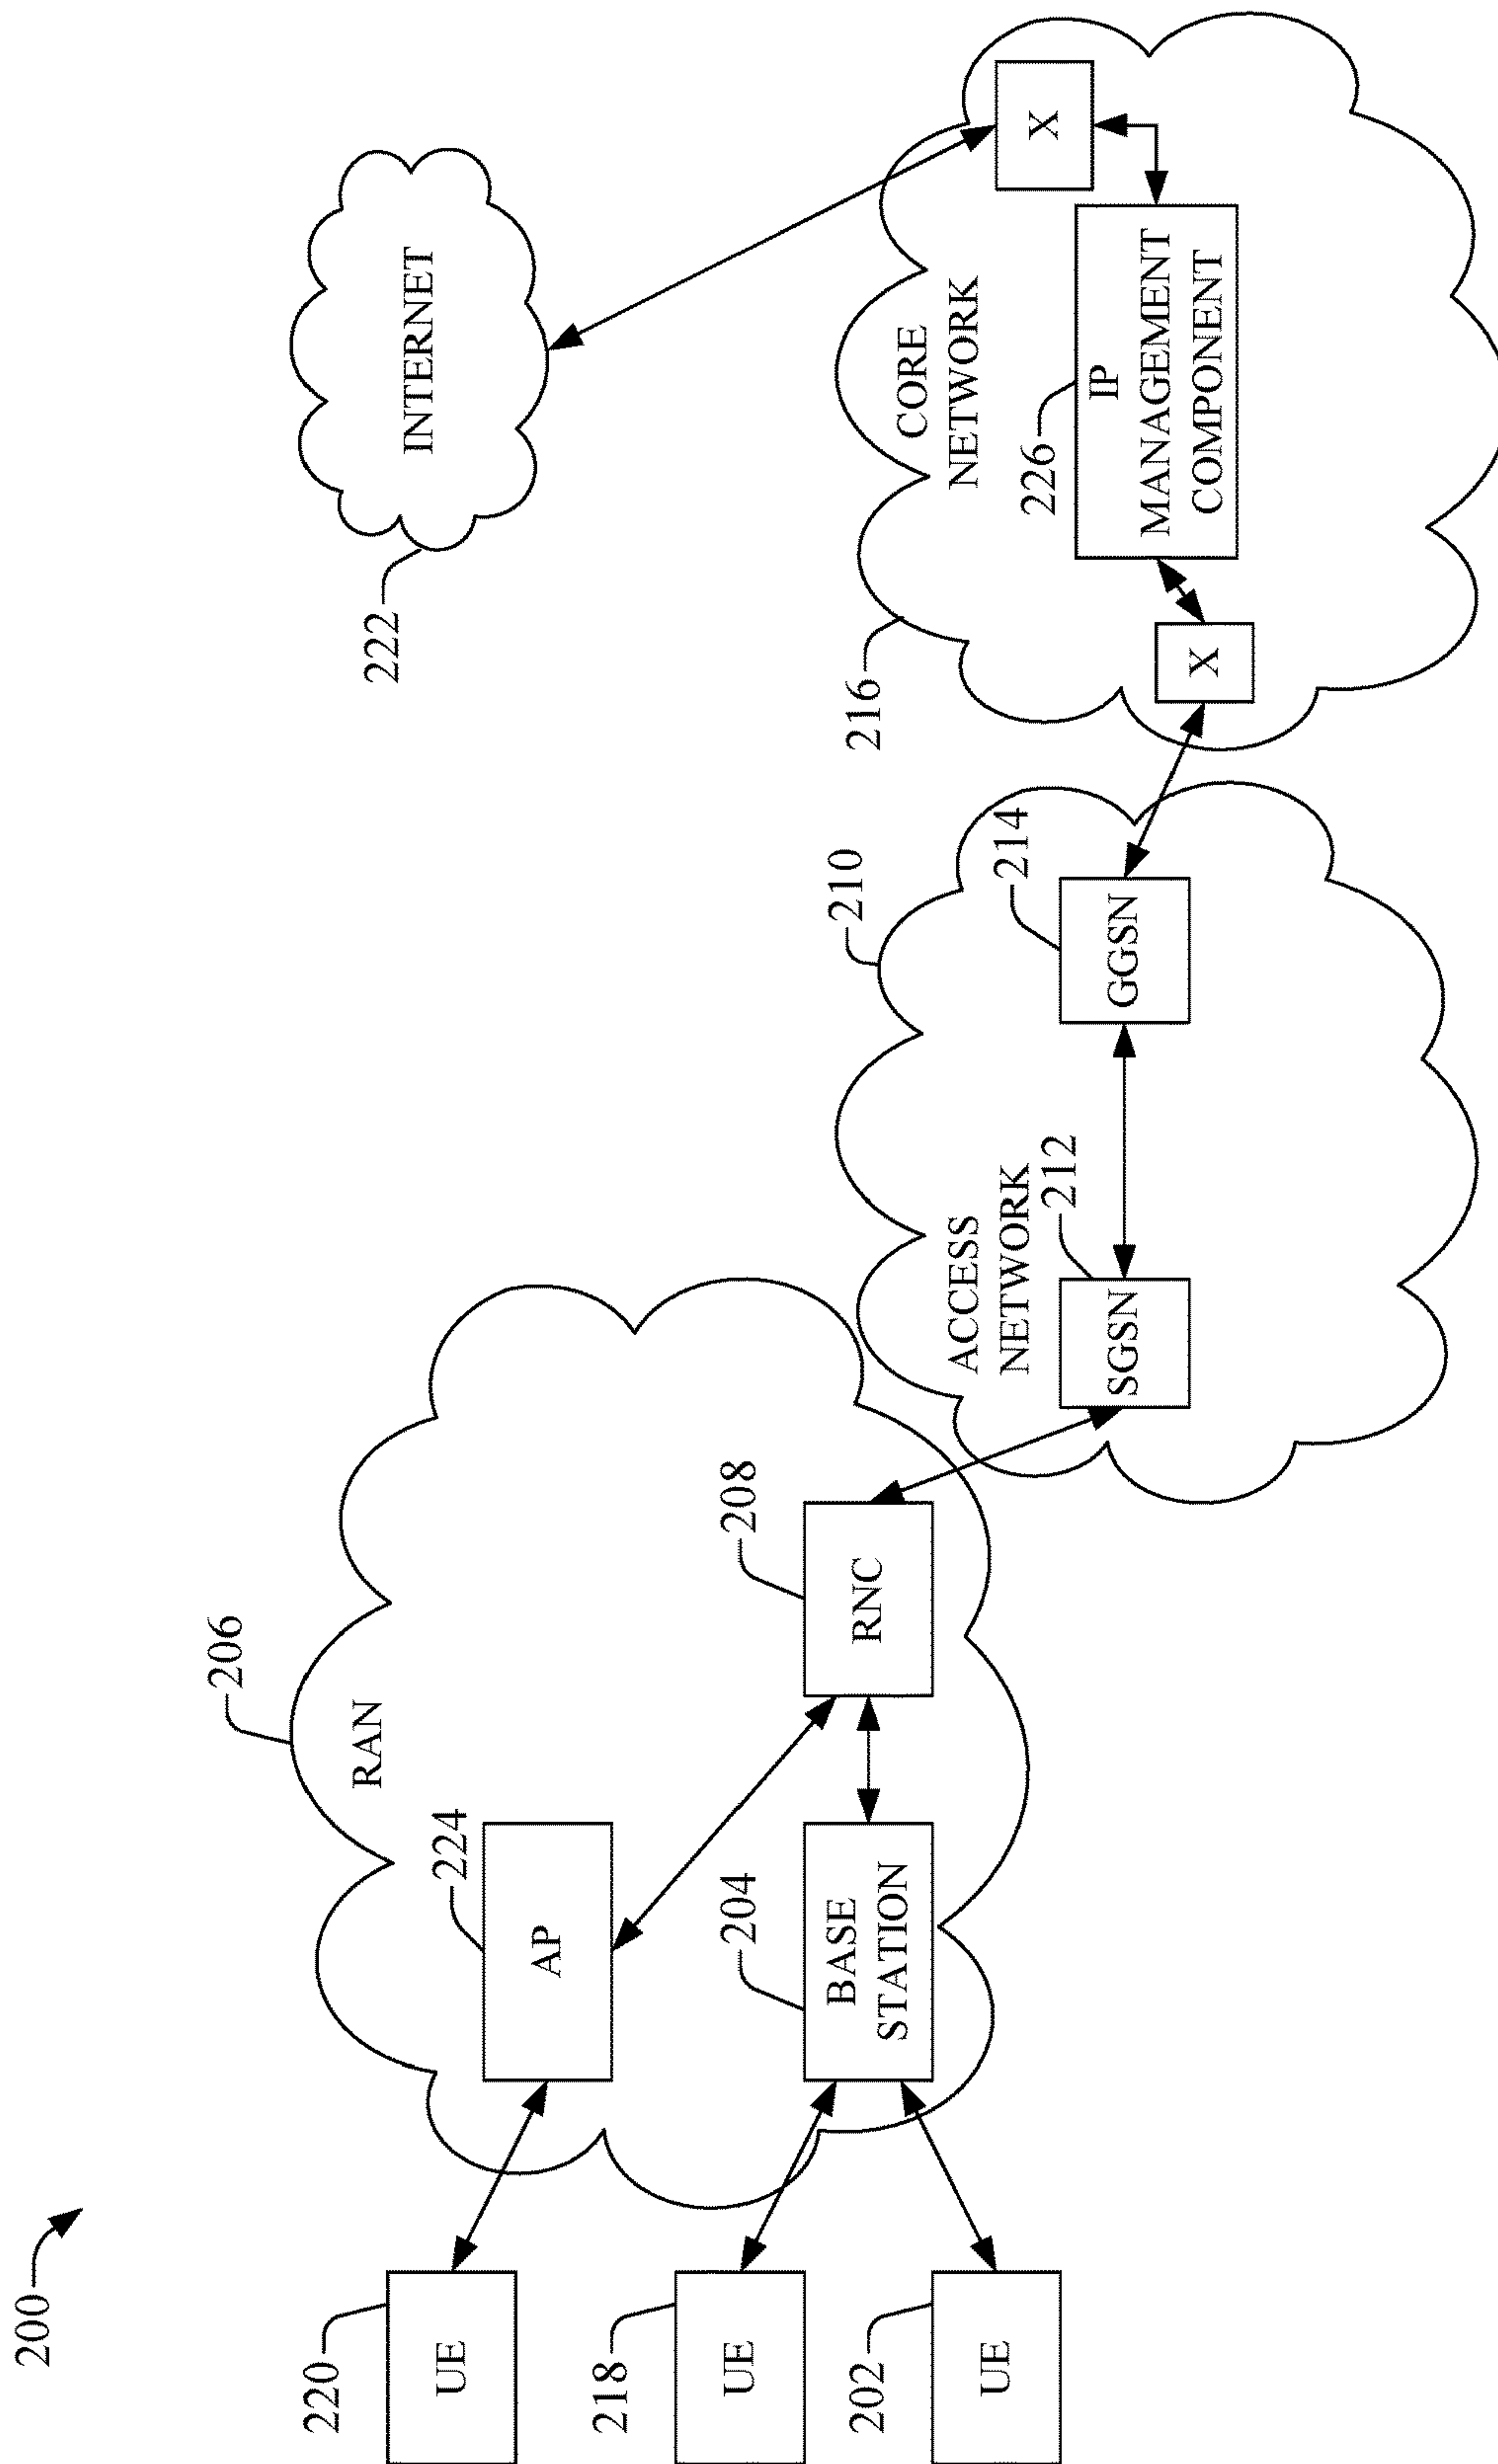 200
220
UE
218
UE
202
UE
206
RAN
224
AP
204
BASE
STATION
208
RNC
210
ACCESS
NETWORK
212
SGSN
214
GGSN
216
CORE
NETWORK
226
IP
MANAGEMENT
COMPONENT
X
X
222
INTERNET